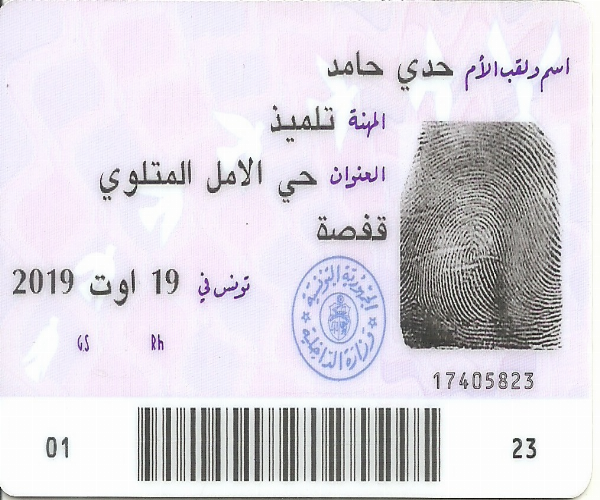 اسم ولقب الأم حدي حامد
المهنة تلميذ
العنوان حي الامل المتلوي
قفصة
تونس في 19 اوت 2019
GS Rh
الجمهورية التونسية
وزارة الداخلية
17405823
01 23